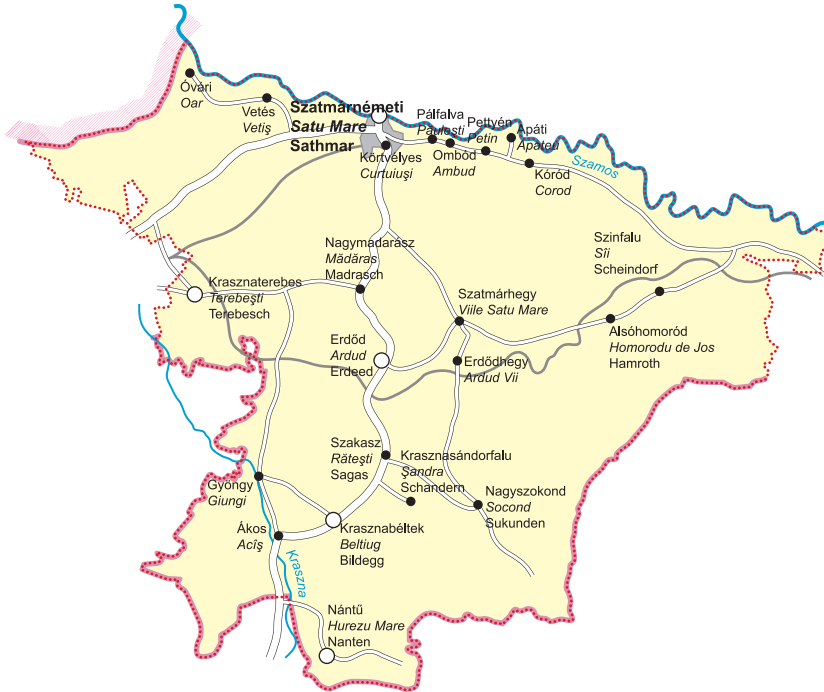 Óvári
Oar
Vetés
Vetiş
Szatmárnémeti
Satu Mare
Sathmar
Körtvélyes
Curtuiuşi
Pálfalva
Păuleşti
Ombód
Ambud
Pettyén
Petin
Apáti
Apateu
Kóród
Corod
Szamos
Nagymadarász
Mădăras
Madrasch
Szinfalu
Sîi
Scheindorf
Krasznaterebes
Terebeşti
Terebesch
Szatmárhegy
Viile Satu Mare
Erdőd
Ardud
Erdeed
Erdődhegy
Ardud Vii
Alsóhomoród
Homorodu de Jos
Hamroth
Szakasz
Răteşti
Sagas
Krasznasándorfalu
Şandra
Schandern
Gyöngy
Giungi
Nagyszokond
Socond
Sukunden
Ákos
Acîş
Krasznabéltek
Beltiug
Bildegg
Kraszna
Nántű
Hurezu Mare
Nanten